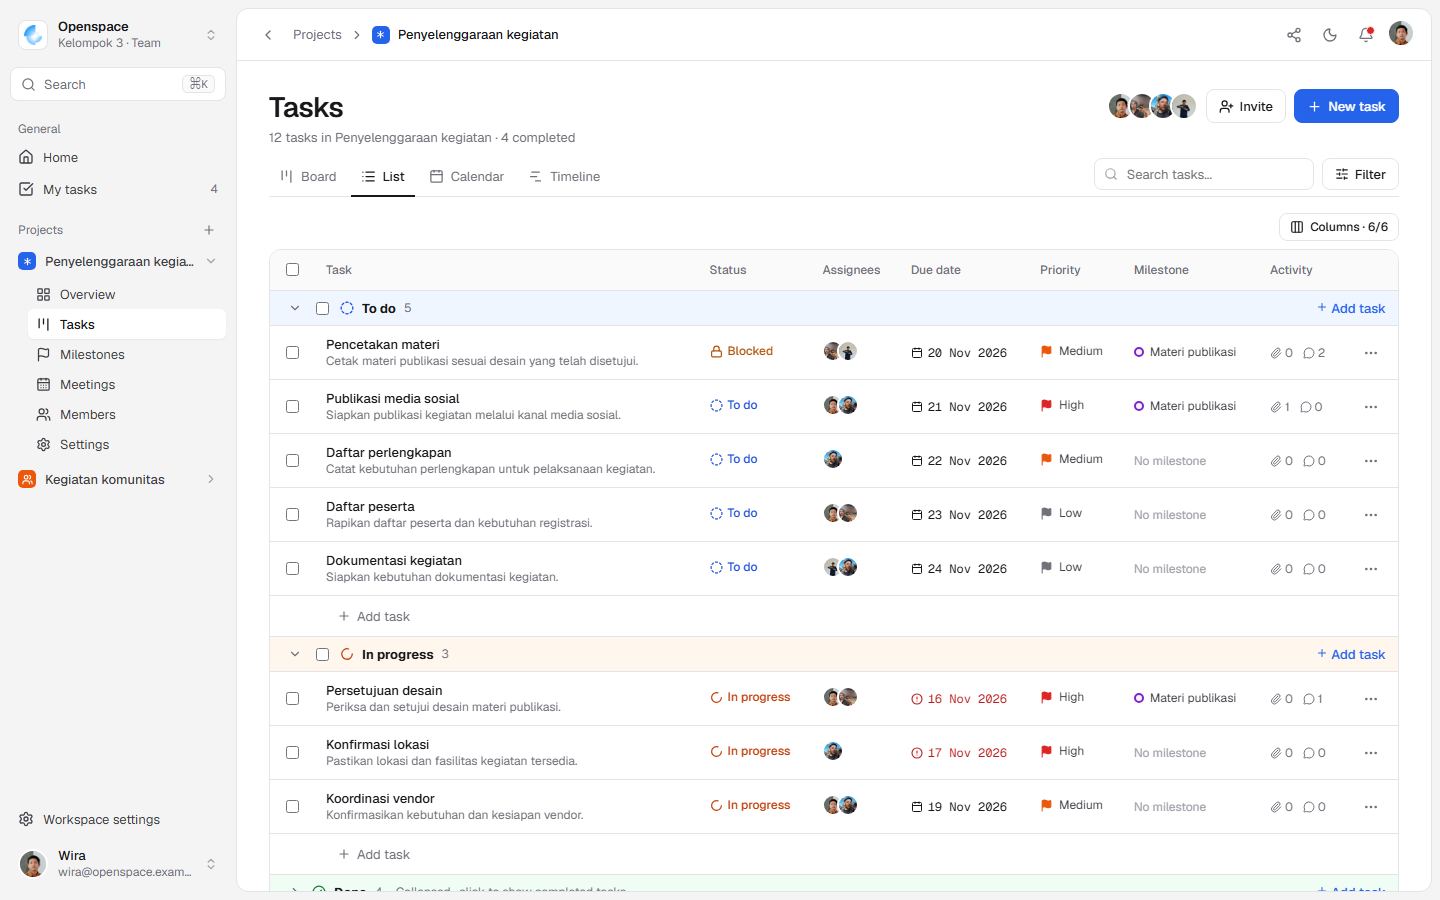 Openspace
Kelompok 3 · Team
Search
⌘K
General
Home
My tasks 4
Projects
Penyelenggaraan kegia...
Overview
Tasks
Milestones
Meetings
Members
Settings
Kegiatan komunitas
Workspace settings
Wira
wira@openspace.exam...
Projects
Penyelenggaraan kegiatan
Tasks
12 tasks in Penyelenggaraan kegiatan · 4 completed
Invite
New task
Board
List
Calendar
Timeline
Search tasks...
Filter
Columns · 6/6
Task Status Assignees Due date Priority Milestone Activity
To do 5 Add task
Pencetakan materi
Cetak materi publikasi sesuai desain yang telah disetujui.
Blocked 20 Nov 2026 Medium Materi publikasi 0 2
Publikasi media sosial
Siapkan publikasi kegiatan melalui kanal media sosial.
To do 21 Nov 2026 High Materi publikasi 1 0
Daftar perlengkapan
Catat kebutuhan perlengkapan untuk pelaksanaan kegiatan.
To do 22 Nov 2026 Medium No milestone 0 0
Daftar peserta
Rapikan daftar peserta dan kebutuhan registrasi.
To do 23 Nov 2026 Low No milestone 0 0
Dokumentasi kegiatan
Siapkan kebutuhan dokumentasi kegiatan.
To do 24 Nov 2026 Low No milestone 0 0
Add task
In progress 3 Add task
Persetujuan desain
Periksa dan setujui desain materi publikasi.
In progress 16 Nov 2026 High Materi publikasi 0 1
Konfirmasi lokasi
Pastikan lokasi dan fasilitas kegiatan tersedia.
In progress 17 Nov 2026 High No milestone 0 0
Koordinasi vendor
Konfirmasikan kebutuhan dan kesiapan vendor.
In progress 19 Nov 2026 Medium No milestone 0 0
Add task
Done 4 Collapsed · click to show completed tasks Add task